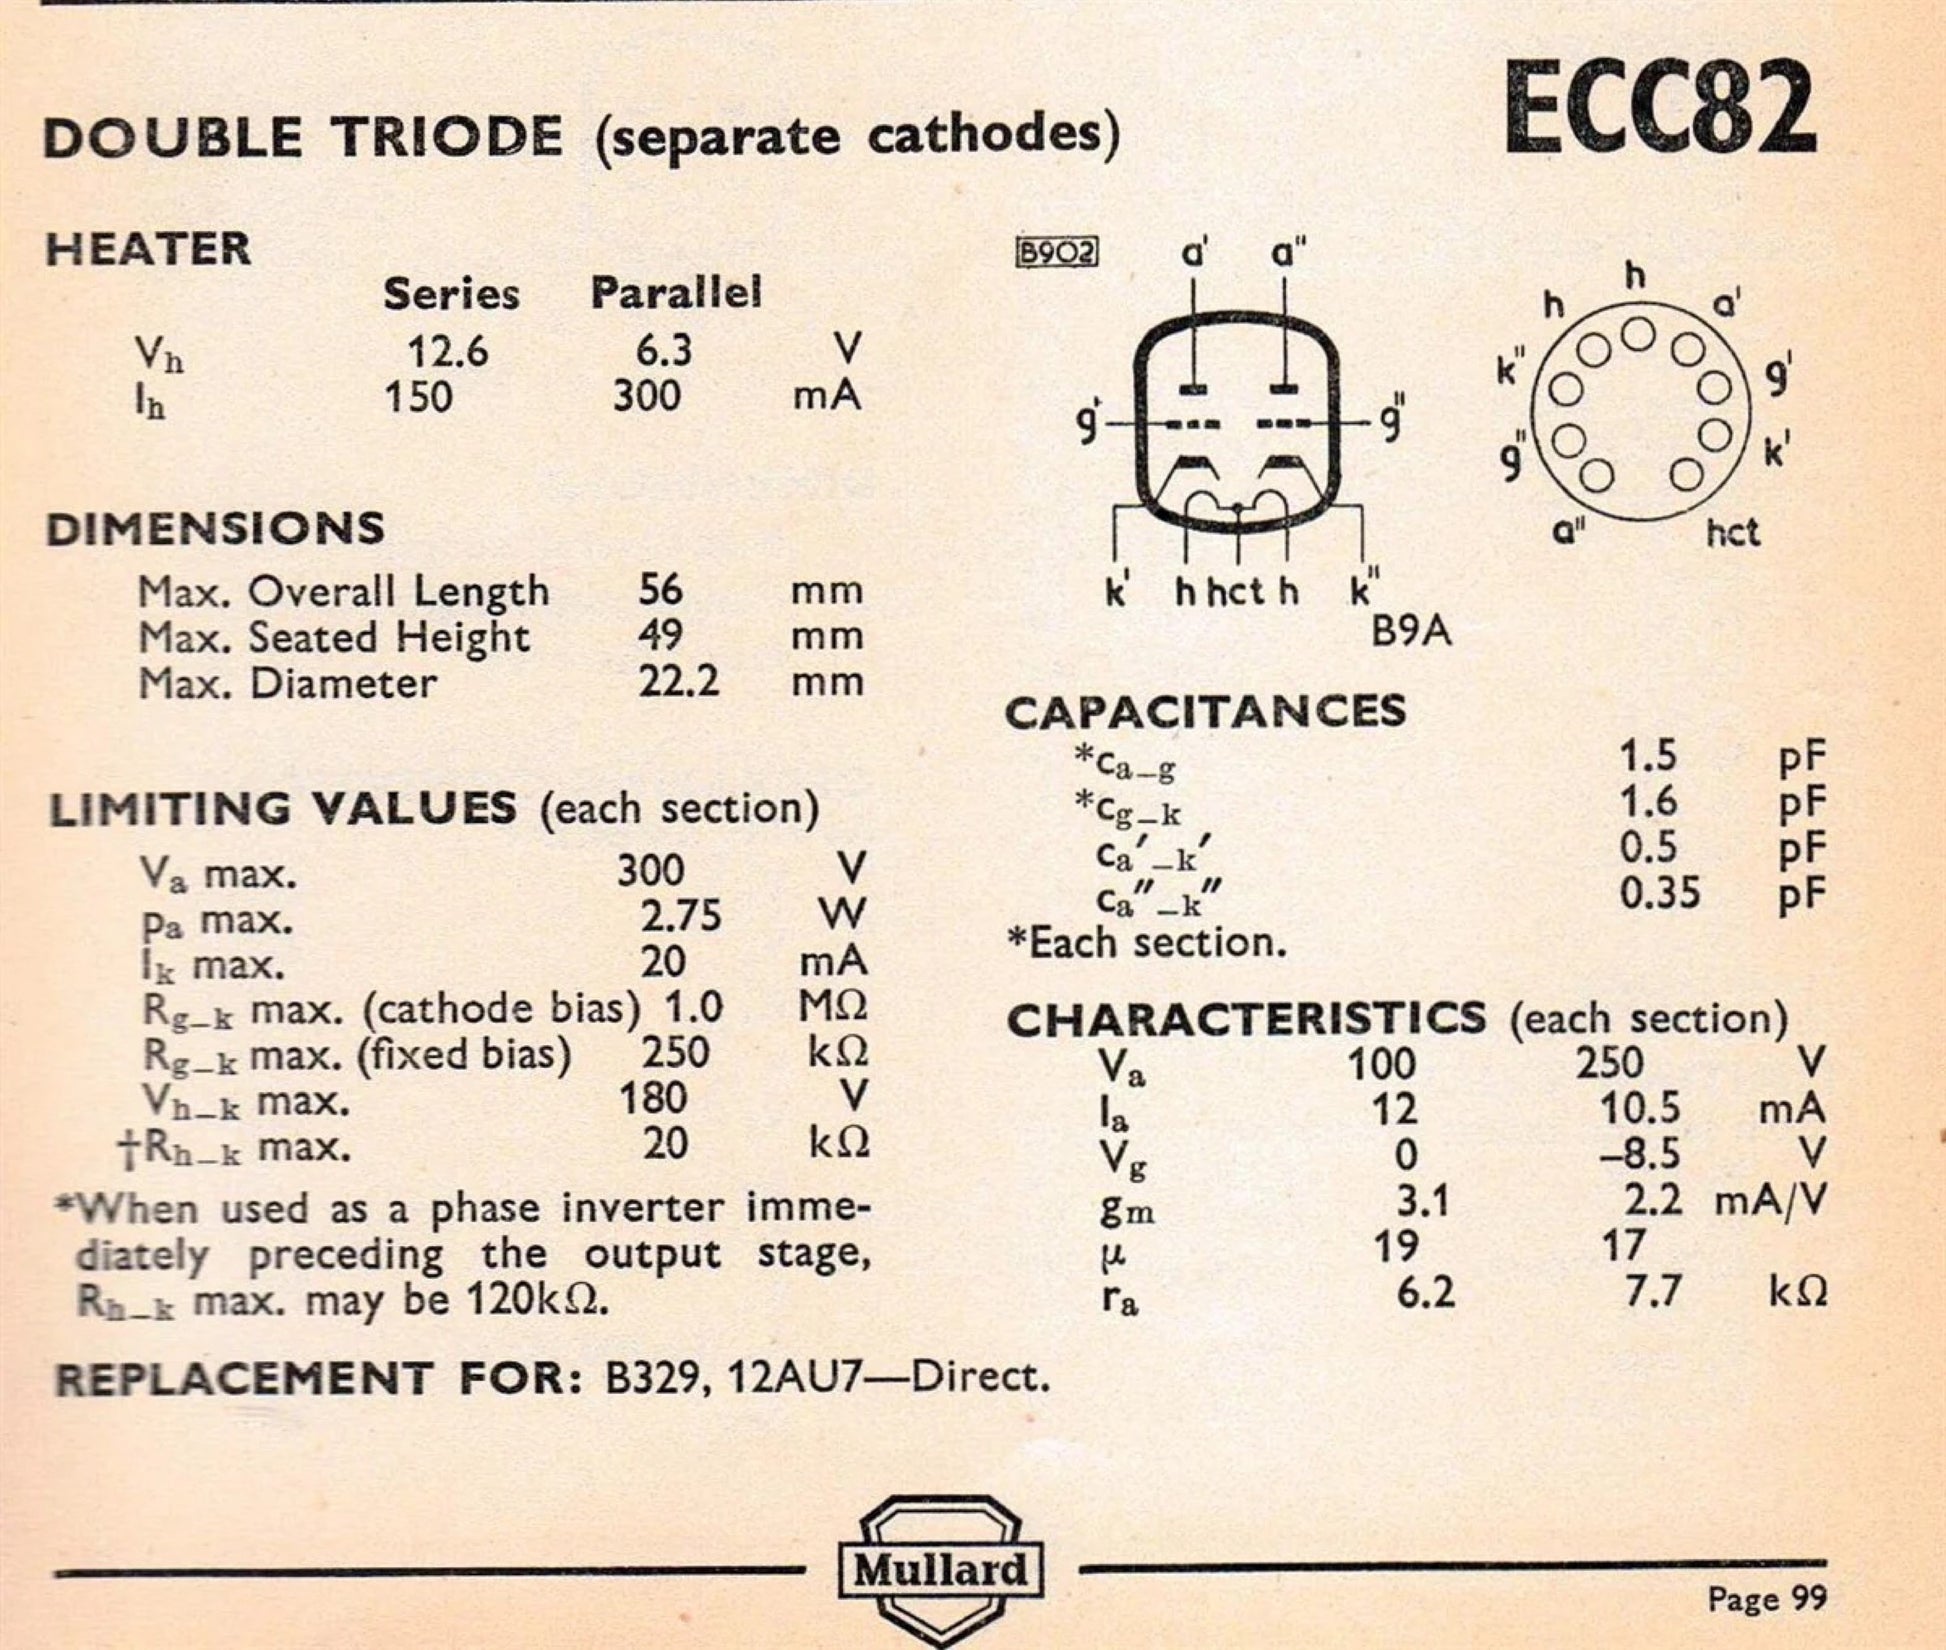 ECC82
DOUBLE TRIODE (separate cathodes)
HEATER
Series Parallel
Vh 12.6 6.3 V
Ih 150 300 mA
DIMENSIONS
Max. Overall Length 56 mm
Max. Seated Height 49 mm
Max. Diameter 22.2 mm
LIMITING VALUES (each section)
Va max. 300 V
pa max. 2.75 W
Ik max. 20 mA
Rg–k max. (cathode bias) 1.0 MΩ
Rg–k max. (fixed bias) 250 kΩ
Vh–k max. 180 V
†Rh–k max. 20 kΩ
*When used as a phase inverter imme-
diately preceding the output stage,
Rh–k max. may be 120kΩ.
B902
a' a"
g' g"
k' h hct h k"
B9A
h
h a'
k" g'
g" k'
a" hct
CAPACITANCES
*ca–g 1.5 pF
*cg–k 1.6 pF
ca'–k' 0.5 pF
ca"–k" 0.35 pF
*Each section.
CHARACTERISTICS (each section)
Va 100 250 V
Ia 12 10.5 mA
Vg 0 –8.5 V
gm 3.1 2.2 mA/V
μ 19 17
ra 6.2 7.7 kΩ
REPLACEMENT FOR: B329, 12AU7—Direct.
Mullard
Page 99